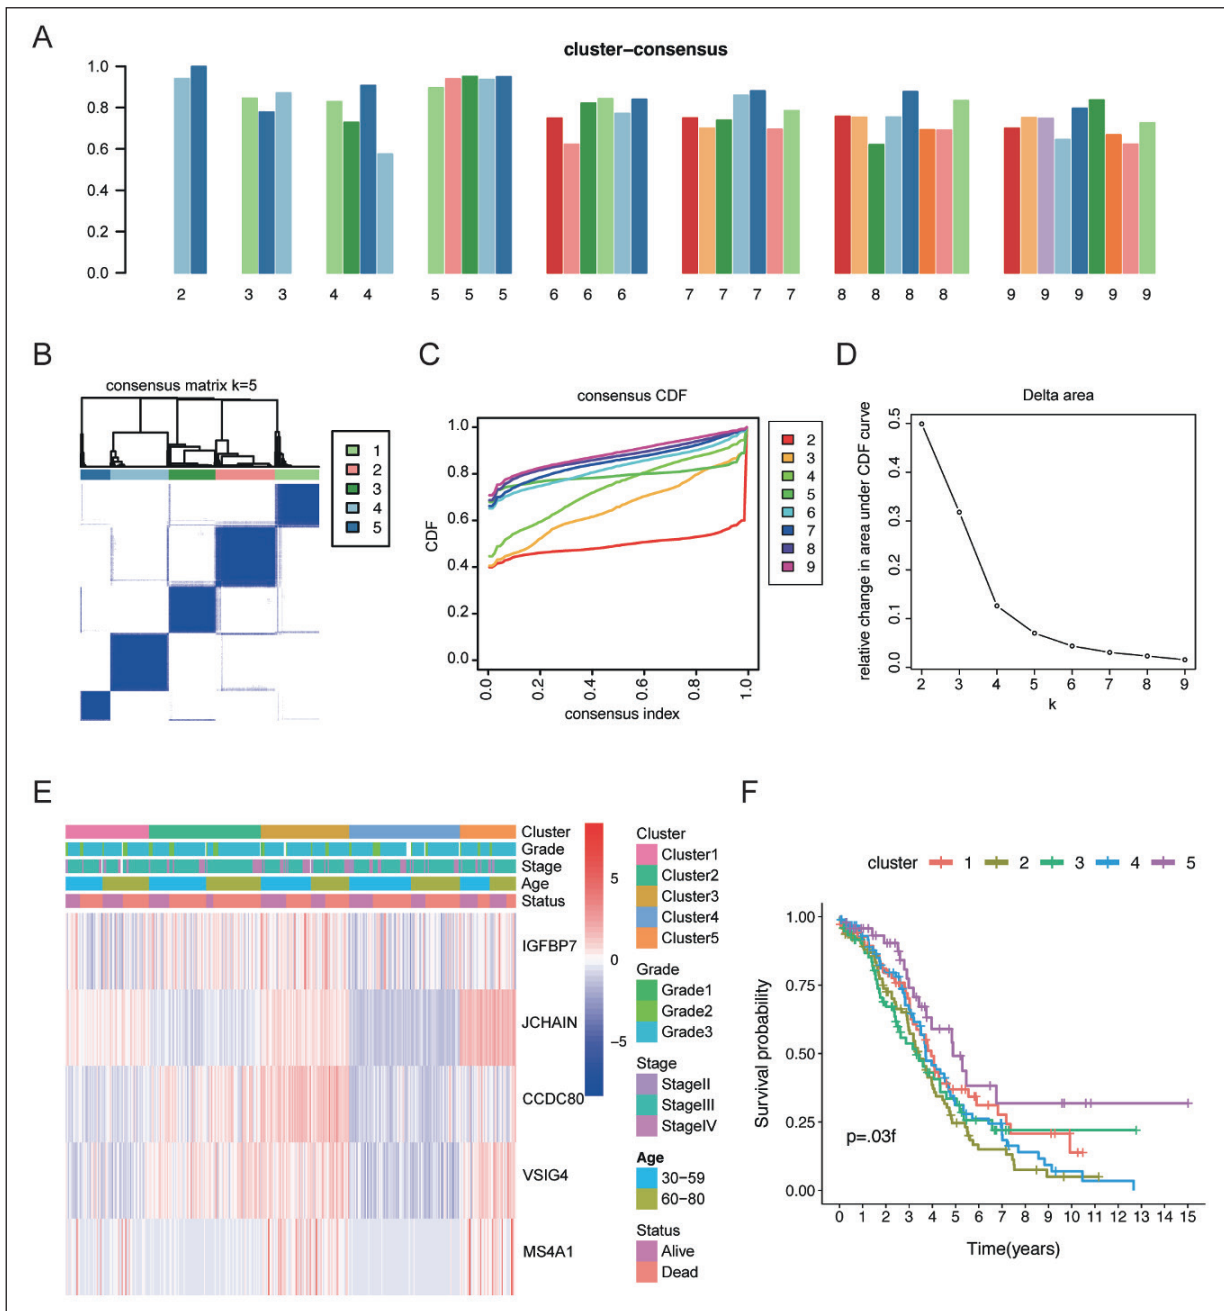 A
cluster−consensus
1.0
0.8
0.6
0.4
0.2
0.0
2 3 3 4 4 5 5 5 6 6 6 7 7 7 7 8 8 8 8 9 9 9 9 9
B
consensus matrix k=5
1
2
3
4
5
C
consensus CDF
CDF
1.0
0.8
0.6
0.4
0.2
0.0
0.0 0.2 0.4 0.6 0.8 1.0
consensus index
2
3
4
5
6
7
8
9
D
Delta area
relative change in area under CDF curve
0.5
0.4
0.3
0.2
0.1
0.0
2 3 4 5 6 7 8 9
k
E
Cluster
Grade
Stage
Age
Status
IGFBP7
JCHAIN
CCDC80
VSIG4
MS4A1
5
0
−5
Cluster
Cluster1
Cluster2
Cluster3
Cluster4
Cluster5
Grade
Grade1
Grade2
Grade3
Stage
StageII
StageIII
StageIV
Age
30−59
60−80
Status
Alive
Dead
F
cluster 1 2 3 4 5
Survival probability
1.00
0.75
0.50
0.25
0.00
p=.03f
0 1 2 3 4 5 6 7 8 9 10 11 12 13 14 15
Time(years)